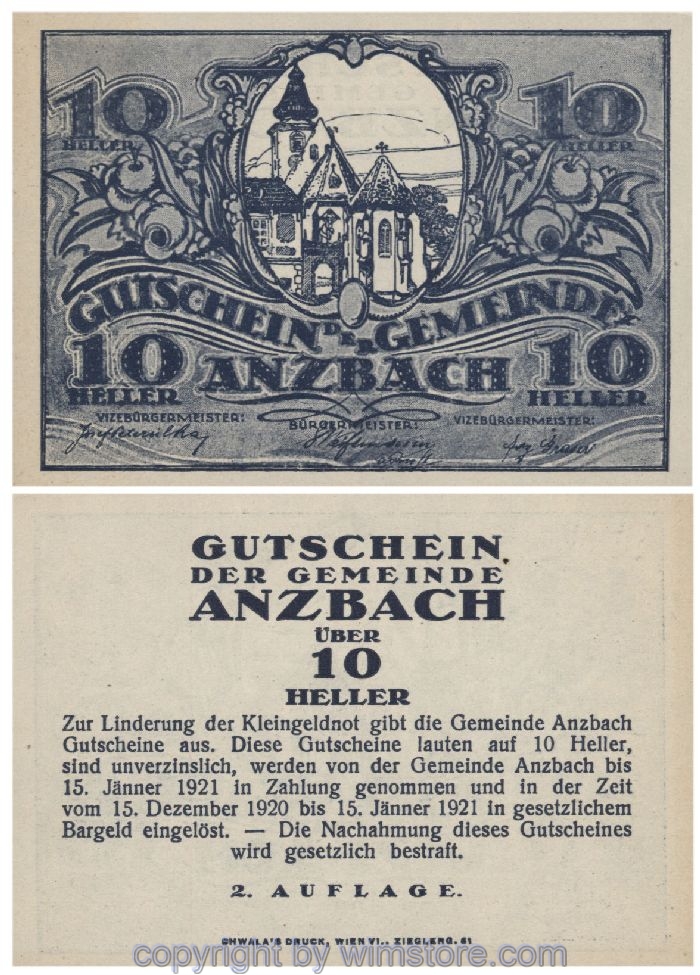 10 10
HELLER HELLER
GUTSCHEIN DER GEMEINDE
10 ANZBACH 10
HELLER HELLER
VIZEBÜRGERMEISTER: BÜRGERMEISTER: VIZEBÜRGERMEISTER:
GUTSCHEIN
DER GEMEINDE
ANZBACH
ÜBER
10
HELLER
Zur Linderung der Kleingeldnot gibt die Gemeinde Anzbach
Gutscheine aus. Diese Gutscheine lauten auf 10 Heller,
sind unverzinslich, werden von der Gemeinde Anzbach bis
15. Jänner 1921 in Zahlung genommen und in der Zeit
vom 15. Dezember 1920 bis 15. Jänner 1921 in gesetzlichem
Bargeld eingelöst. — Die Nachahmung dieses Gutscheines
wird gesetzlich bestraft.
2. AUFLAGE.
CHWALA'S DRUCK, WIEN VI., ZIEGLERG. 61
copyright by wimstore.com